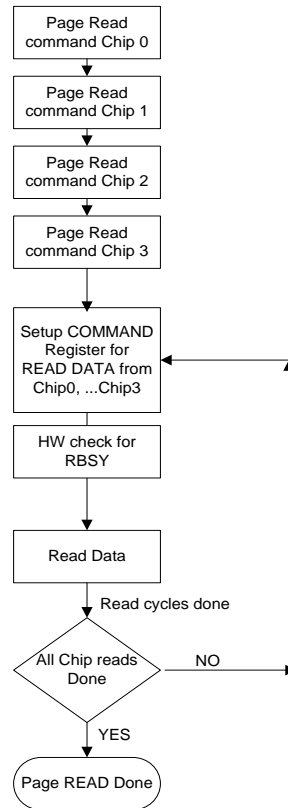 Page Read
command Chip 0
Page Read
command Chip 1
Page Read
command Chip 2
Page Read
command Chip 3
Setup COMMAND
Register for
READ DATA from
Chip0, ...Chip3
HW check for
RBSY
Read Data
Read cycles done
All Chip reads
Done
NO
YES
Page READ Done